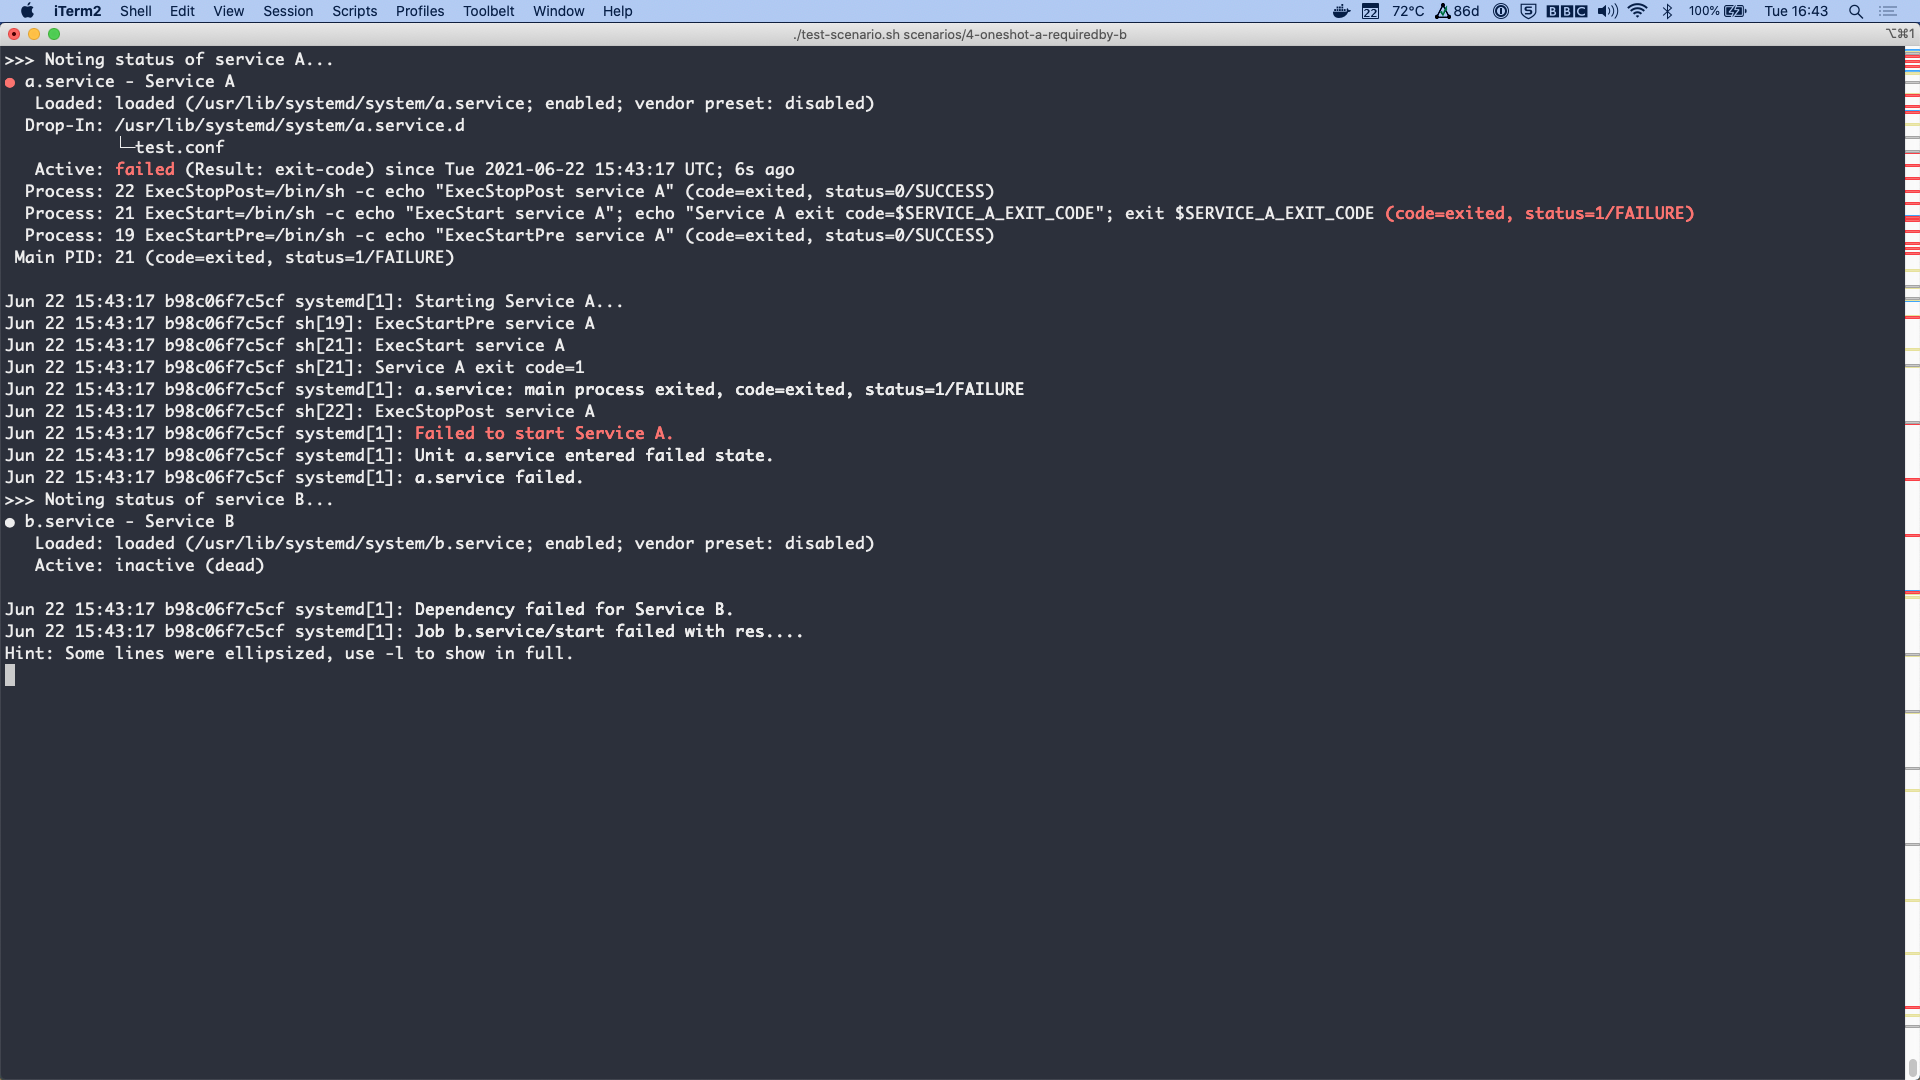 iTerm2 Shell Edit View Session Scripts Profiles Toolbelt Window Help 22 72°C 86d BBC 100% Tue 16:43
./test-scenario.sh scenarios/4-oneshot-a-requiredby-b ⌥⌘1
>>> Noting status of service A...
● a.service - Service A
   Loaded: loaded (/usr/lib/systemd/system/a.service; enabled; vendor preset: disabled)
  Drop-In: /usr/lib/systemd/system/a.service.d
           └─test.conf
   Active: failed (Result: exit-code) since Tue 2021-06-22 15:43:17 UTC; 6s ago
  Process: 22 ExecStopPost=/bin/sh -c echo "ExecStopPost service A" (code=exited, status=0/SUCCESS)
  Process: 21 ExecStart=/bin/sh -c echo "ExecStart service A"; echo "Service A exit code=$SERVICE_A_EXIT_CODE"; exit $SERVICE_A_EXIT_CODE (code=exited, status=1/FAILURE)
  Process: 19 ExecStartPre=/bin/sh -c echo "ExecStartPre service A" (code=exited, status=0/SUCCESS)
 Main PID: 21 (code=exited, status=1/FAILURE)
Jun 22 15:43:17 b98c06f7c5cf systemd[1]: Starting Service A...
Jun 22 15:43:17 b98c06f7c5cf sh[19]: ExecStartPre service A
Jun 22 15:43:17 b98c06f7c5cf sh[21]: ExecStart service A
Jun 22 15:43:17 b98c06f7c5cf sh[21]: Service A exit code=1
Jun 22 15:43:17 b98c06f7c5cf systemd[1]: a.service: main process exited, code=exited, status=1/FAILURE
Jun 22 15:43:17 b98c06f7c5cf sh[22]: ExecStopPost service A
Jun 22 15:43:17 b98c06f7c5cf systemd[1]: Failed to start Service A.
Jun 22 15:43:17 b98c06f7c5cf systemd[1]: Unit a.service entered failed state.
Jun 22 15:43:17 b98c06f7c5cf systemd[1]: a.service failed.
>>> Noting status of service B...
● b.service - Service B
   Loaded: loaded (/usr/lib/systemd/system/b.service; enabled; vendor preset: disabled)
   Active: inactive (dead)
Jun 22 15:43:17 b98c06f7c5cf systemd[1]: Dependency failed for Service B.
Jun 22 15:43:17 b98c06f7c5cf systemd[1]: Job b.service/start failed with res....
Hint: Some lines were ellipsized, use -l to show in full.